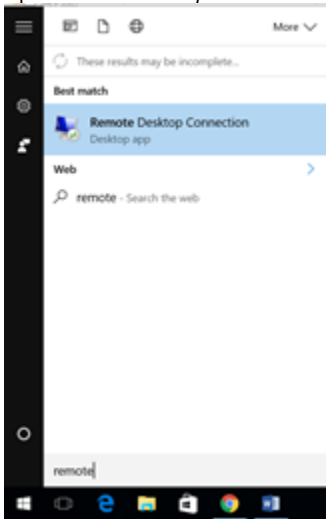 More
These results may be incomplete...
Best match
Remote Desktop Connection
Desktop app
Web
remote - Search the web
remote